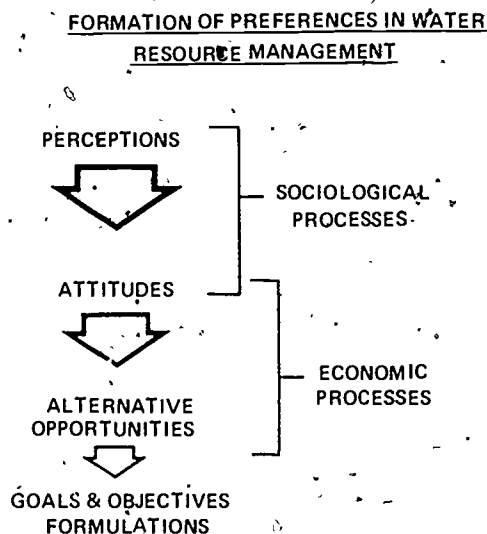 FORMATION OF PREFERENCES IN WATER
RESOURCE MANAGEMENT
PERCEPTIONS
SOCIOLOGICAL
PROCESSES
ATTITUDES
ECONOMIC
PROCESSES
ALTERNATIVE
OPPORTUNITIES
GOALS & OBJECTIVES
FORMULATIONS